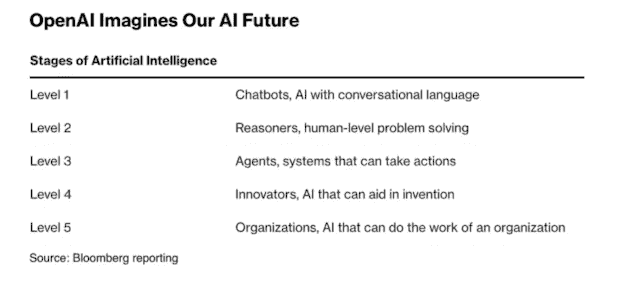 OpenAI Imagines Our AI Future
Stages of Artificial Intelligence
Level 1 Chatbots, AI with conversational language
Level 2 Reasoners, human-level problem solving
Level 3 Agents, systems that can take actions
Level 4 Innovators, AI that can aid in invention
Level 5 Organizations, AI that can do the work of an organization
Source: Bloomberg reporting